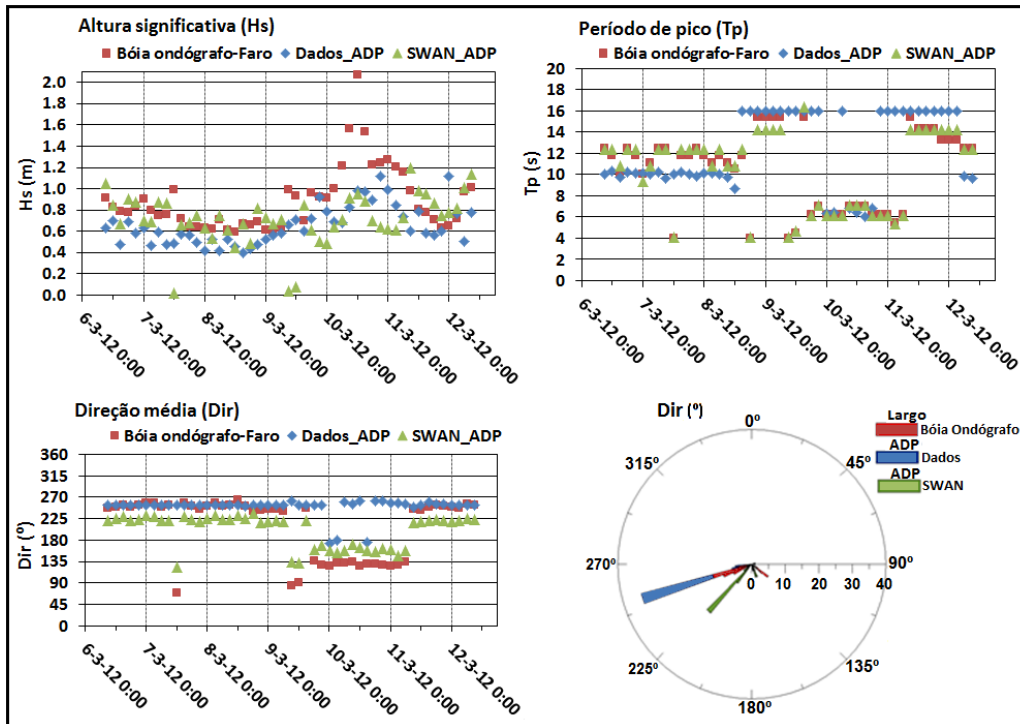 Altura significativa (Hs)
Bóia ondógrafo-Faro Dados_ADP SWAN_ADP
Hs (m)
2.0
1.8
1.6
1.4
1.2
1.0
0.8
0.6
0.4
0.2
0.0
6-3-12 0:00
7-3-12 0:00
8-3-12 0:00
9-3-12 0:00
10-3-12 0:00
11-3-12 0:00
12-3-12 0:00
Período de pico (Tp)
Bóia ondógrafo-Faro Dados_ADP SWAN_ADP
Tp (s)
20
18
16
14
12
10
8
6
4
2
0
6-3-12 0:00
7-3-12 0:00
8-3-12 0:00
9-3-12 0:00
10-3-12 0:00
11-3-12 0:00
12-3-12 0:00
Direção média (Dir)
Bóia ondógrafo-Faro Dados_ADP SWAN_ADP
Dir (º)
360
315
270
225
180
135
90
45
0
6-3-12 0:00
7-3-12 0:00
8-3-12 0:00
9-3-12 0:00
10-3-12 0:00
11-3-12 0:00
12-3-12 0:00
Dir (º)
Largo
Bóia Ondógrafo
ADP
Dados
ADP
SWAN
0º
315º
45º
270º
90º
0 5 10 15 20 25 30 40
225º
135º
180º